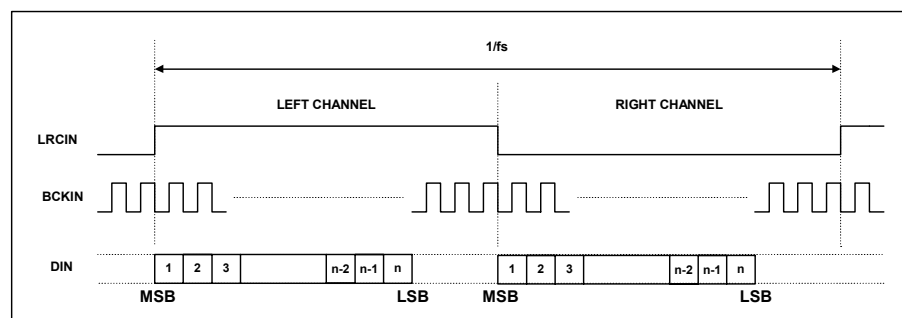 1/fs
LEFT CHANNEL RIGHT CHANNEL
LRCIN
BCKIN
DIN 1 2 3 n-2 n-1 n 1 2 3 n-2 n-1 n
MSB LSB MSB LSB